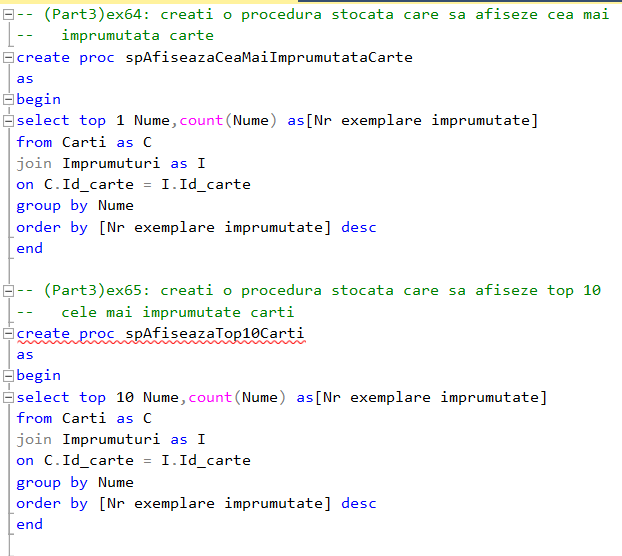 -- (Part3)ex64: creati o procedura stocata care sa afiseze cea mai
--   imprumutata carte
create proc spAfiseazaCeaMaiImprumutataCarte
as
begin
select top 1 Nume,count(Nume) as[Nr exemplare imprumutate]
from Carti as C
join Imprumuturi as I
on C.Id_carte = I.Id_carte
group by Nume
order by [Nr exemplare imprumutate] desc
end
-- (Part3)ex65: creati o procedura stocata care sa afiseze top 10
--   cele mai imprumutate carti
create proc spAfiseazaTop10Carti
as
begin
select top 10 Nume,count(Nume) as[Nr exemplare imprumutate]
from Carti as C
join Imprumuturi as I
on C.Id_carte = I.Id_carte
group by Nume
order by [Nr exemplare imprumutate] desc
end